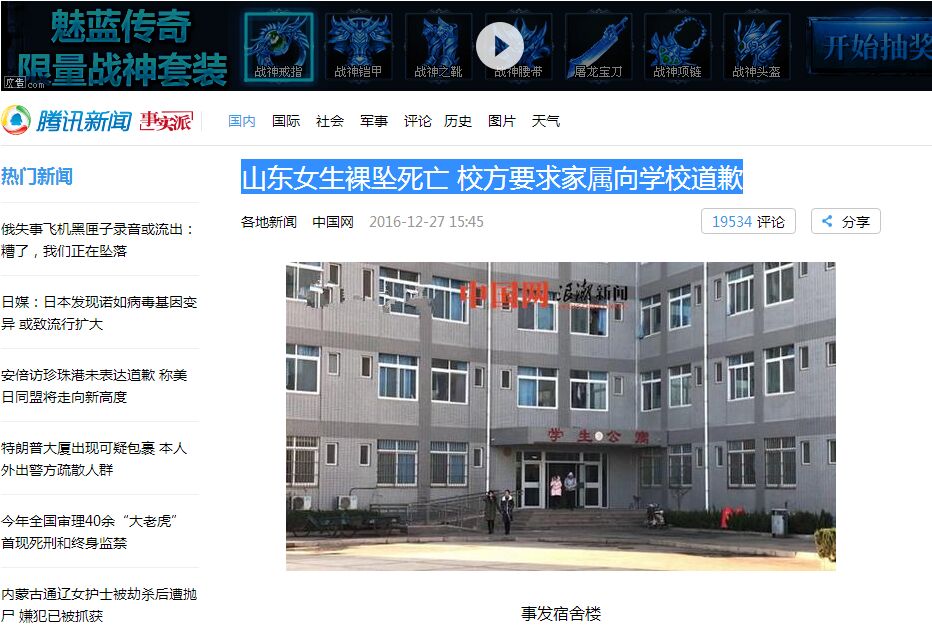 魅蓝传奇
限量战神套装
广告
com
战神戒指
战神铠甲
战神之靴
战神腰带
屠龙宝刀
战神项链
战神头盔
开始抽奖
腾讯新闻 事实派
国内 国际 社会 军事 评论 历史 图片 天气
热门新闻
俄失事飞机黑匣子录音或流出：
糟了，我们正在坠落
日媒：日本发现诺如病毒基因变
异 或致流行扩大
安倍访珍珠港未表达道歉 称美
日同盟将走向新高度
特朗普大厦出现可疑包裹 本人
外出警方疏散人群
今年全国审理40余“大老虎”
首现死刑和终身监禁
内蒙古通辽女护士被劫杀后遭抛
尸 嫌犯已被抓获
山东女生裸坠死亡 校方要求家属向学校道歉
各地新闻 中国网 2016-12-27 15:45
19534 评论
分享
中国网 浪潮新闻
学生公寓
事发宿舍楼